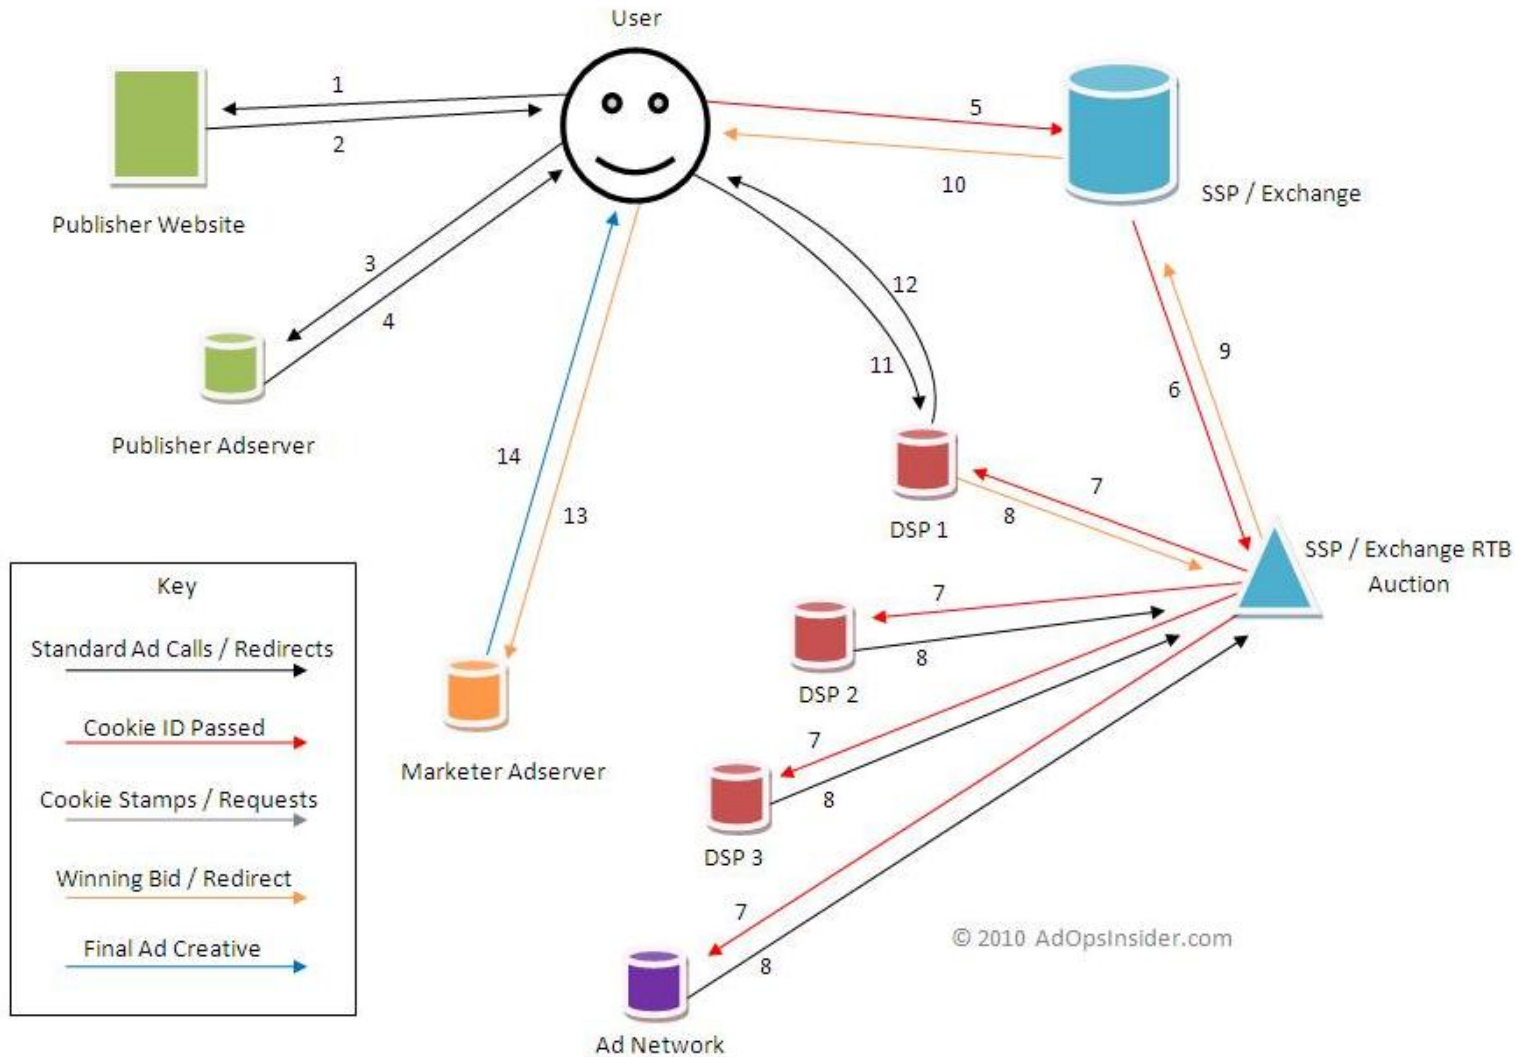 User
1
2
5
10
Publisher Website
SSP / Exchange
3
4
12
11
9
6
Publisher Adserver
14
13
7
8
DSP 1
SSP / Exchange RTB
Auction
7
8
DSP 2
7
8
DSP 3
7
8
Ad Network
Marketer Adserver
Key
Standard Ad Calls / Redirects
Cookie ID Passed
Cookie Stamps / Requests
Winning Bid / Redirect
Final Ad Creative
© 2010 AdOpsInsider.com